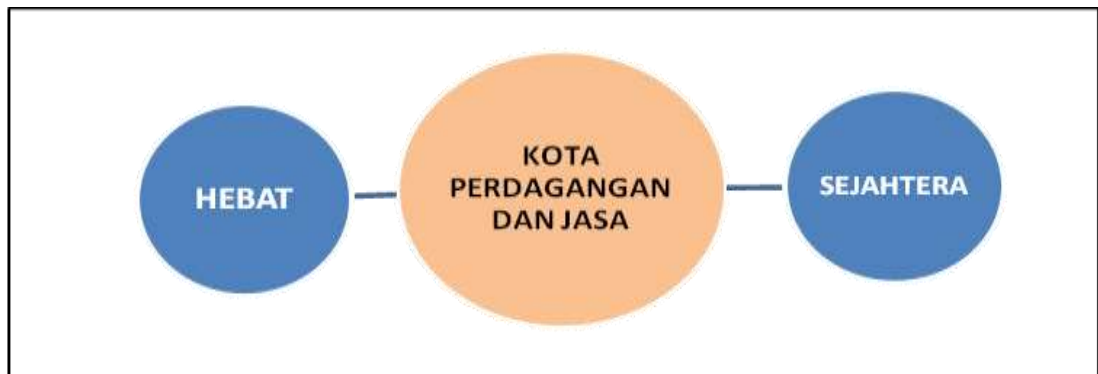 HEBAT
KOTA
PERDAGANGAN
DAN JASA
SEJAHTERA